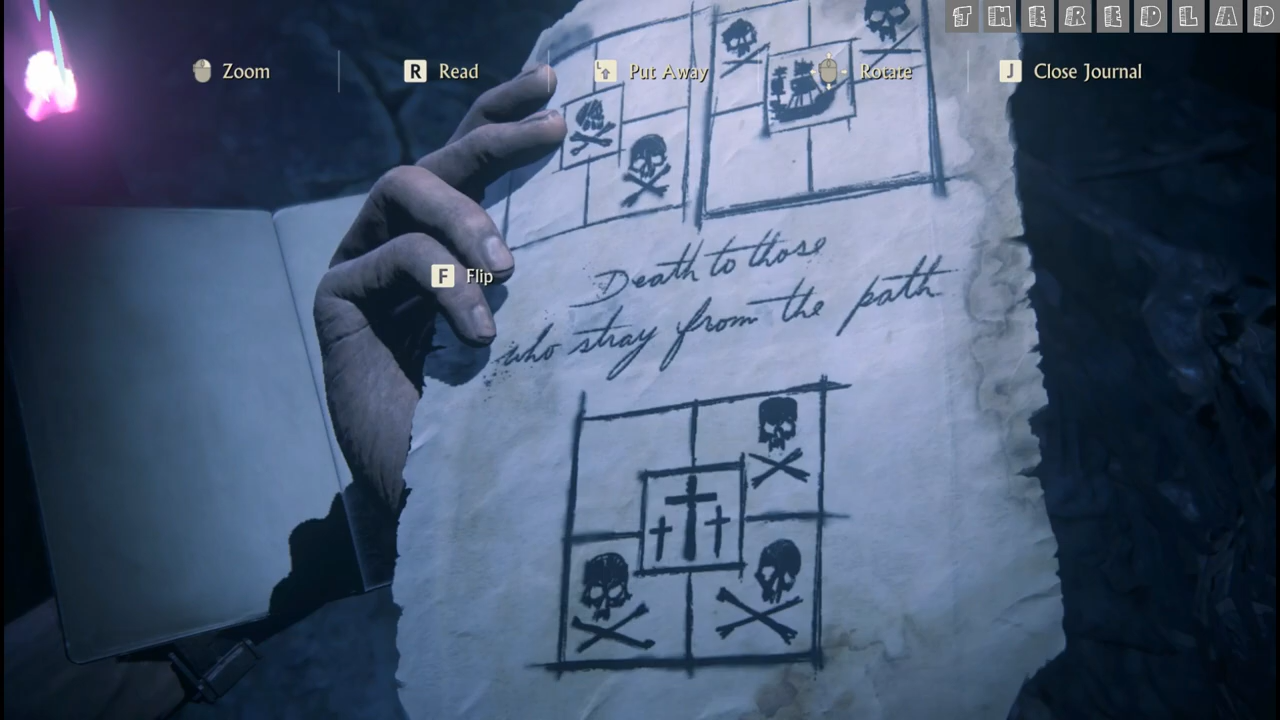 THEREDLAD
Zoom
R Read
Put Away
Rotate
J Close Journal
F Flip
Death to those
who stray from the path